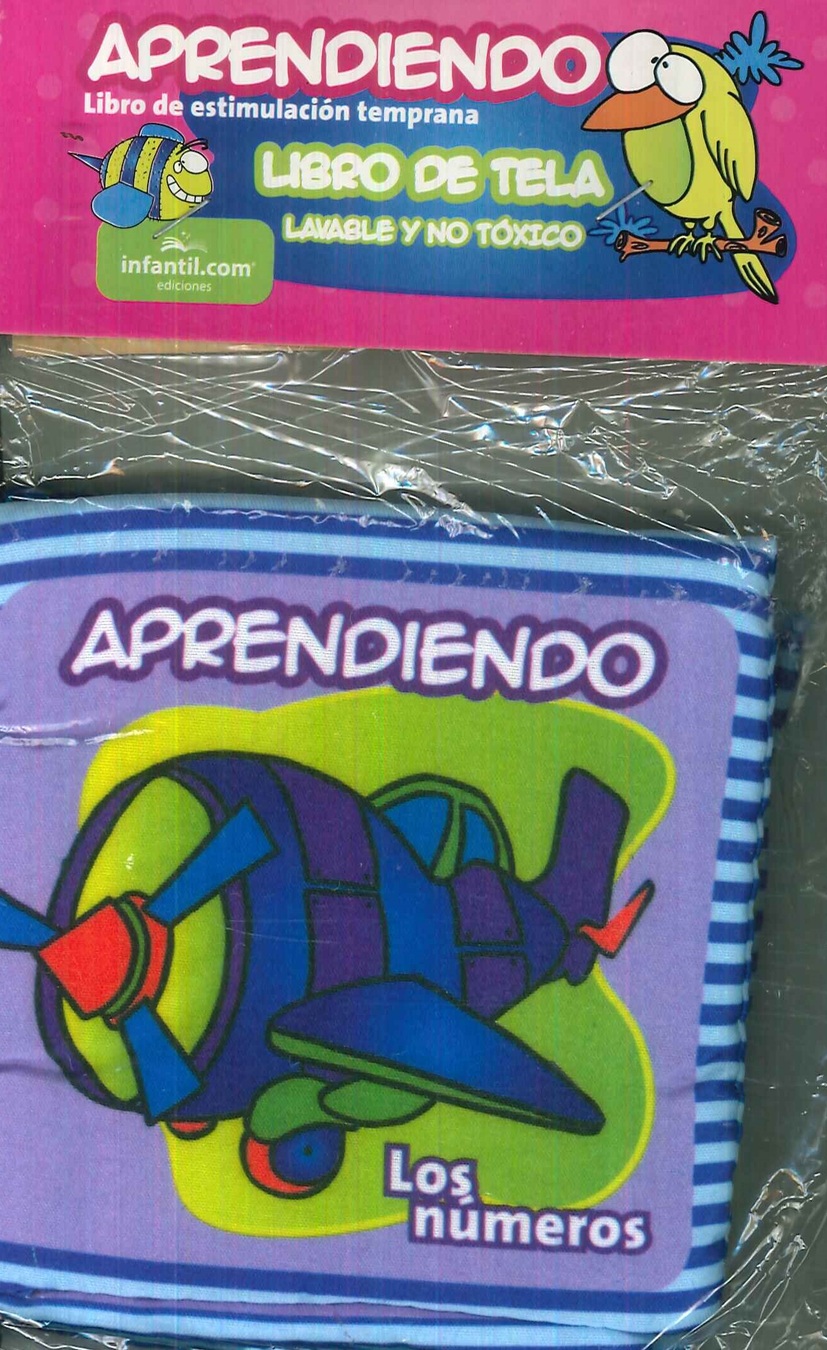 APRENDIENDO
Libro de estimulación temprana
LIBRO DE TELA
LAVABLE Y NO TÓXICO
infantil.com®
ediciones
APRENDIENDO
Los
números